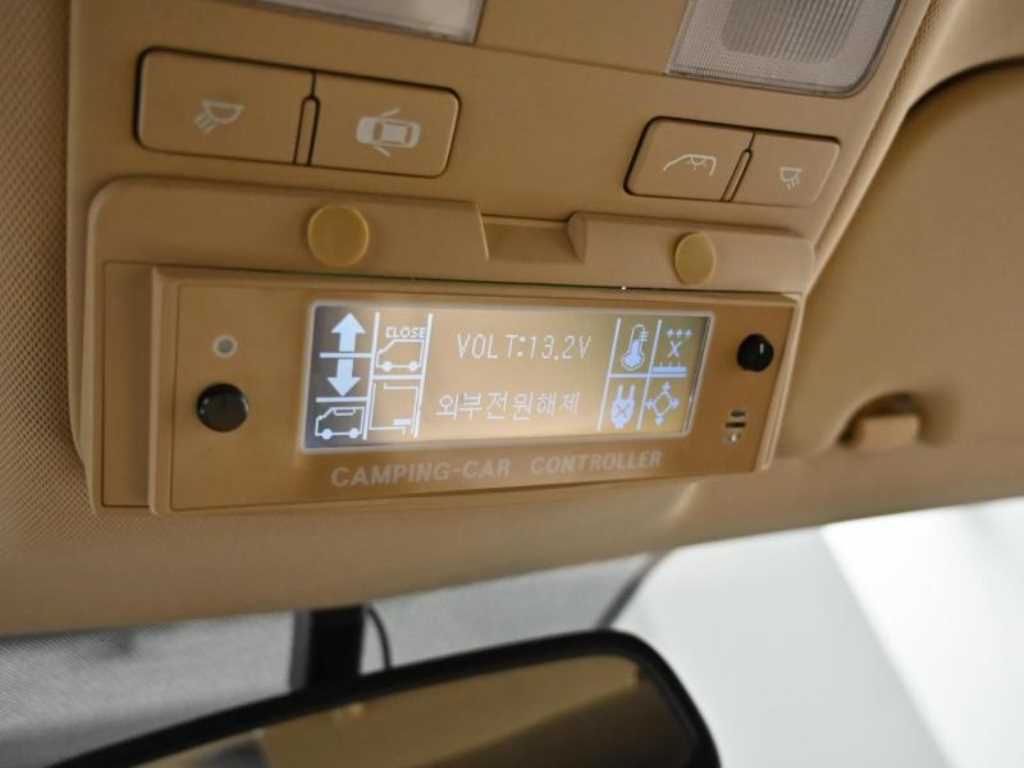 CLOSE
VOLT:13.2V
외부전원해제
CAMPING-CAR CONTROLLER